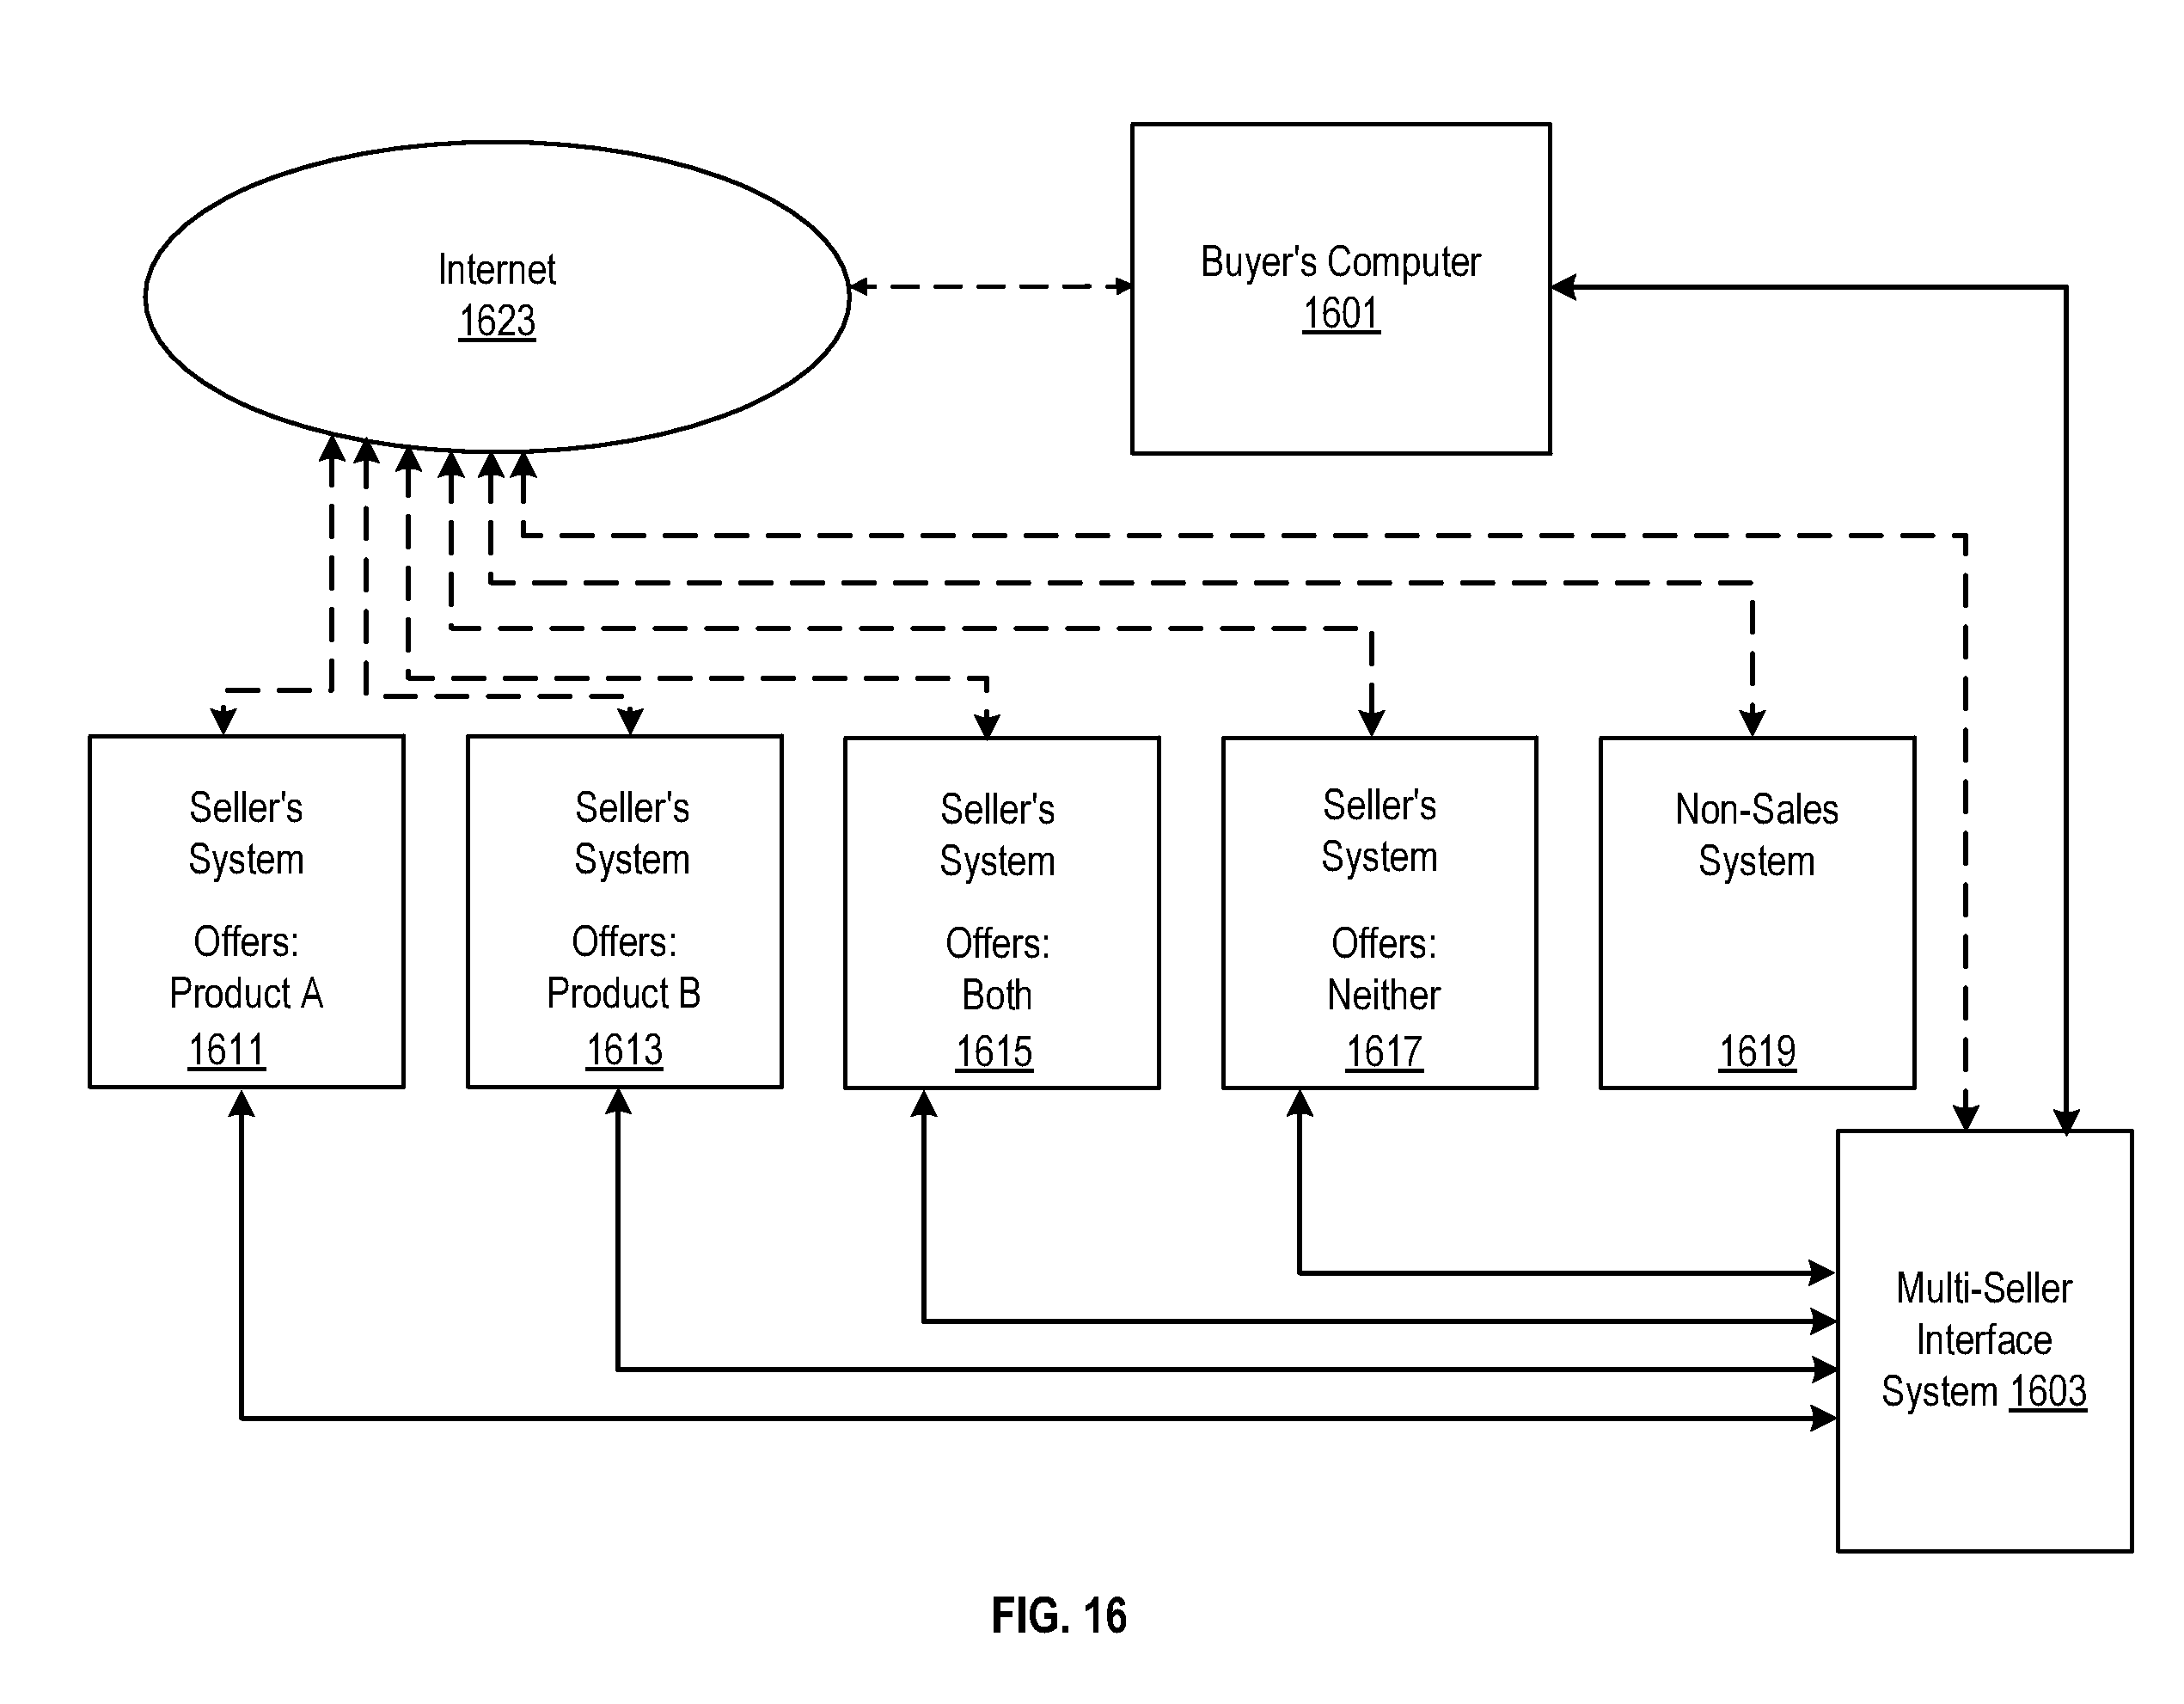 Internet
1623
Buyer's Computer
1601
Seller's
System
Offers:
Product A
1611
Seller's
System
Offers:
Product B
1613
Seller's
System
Offers:
Both
1615
Seller's
System
Offers:
Neither
1617
Non-Sales
System
1619
Multi-Seller
Interface
System 1603
FIG. 16